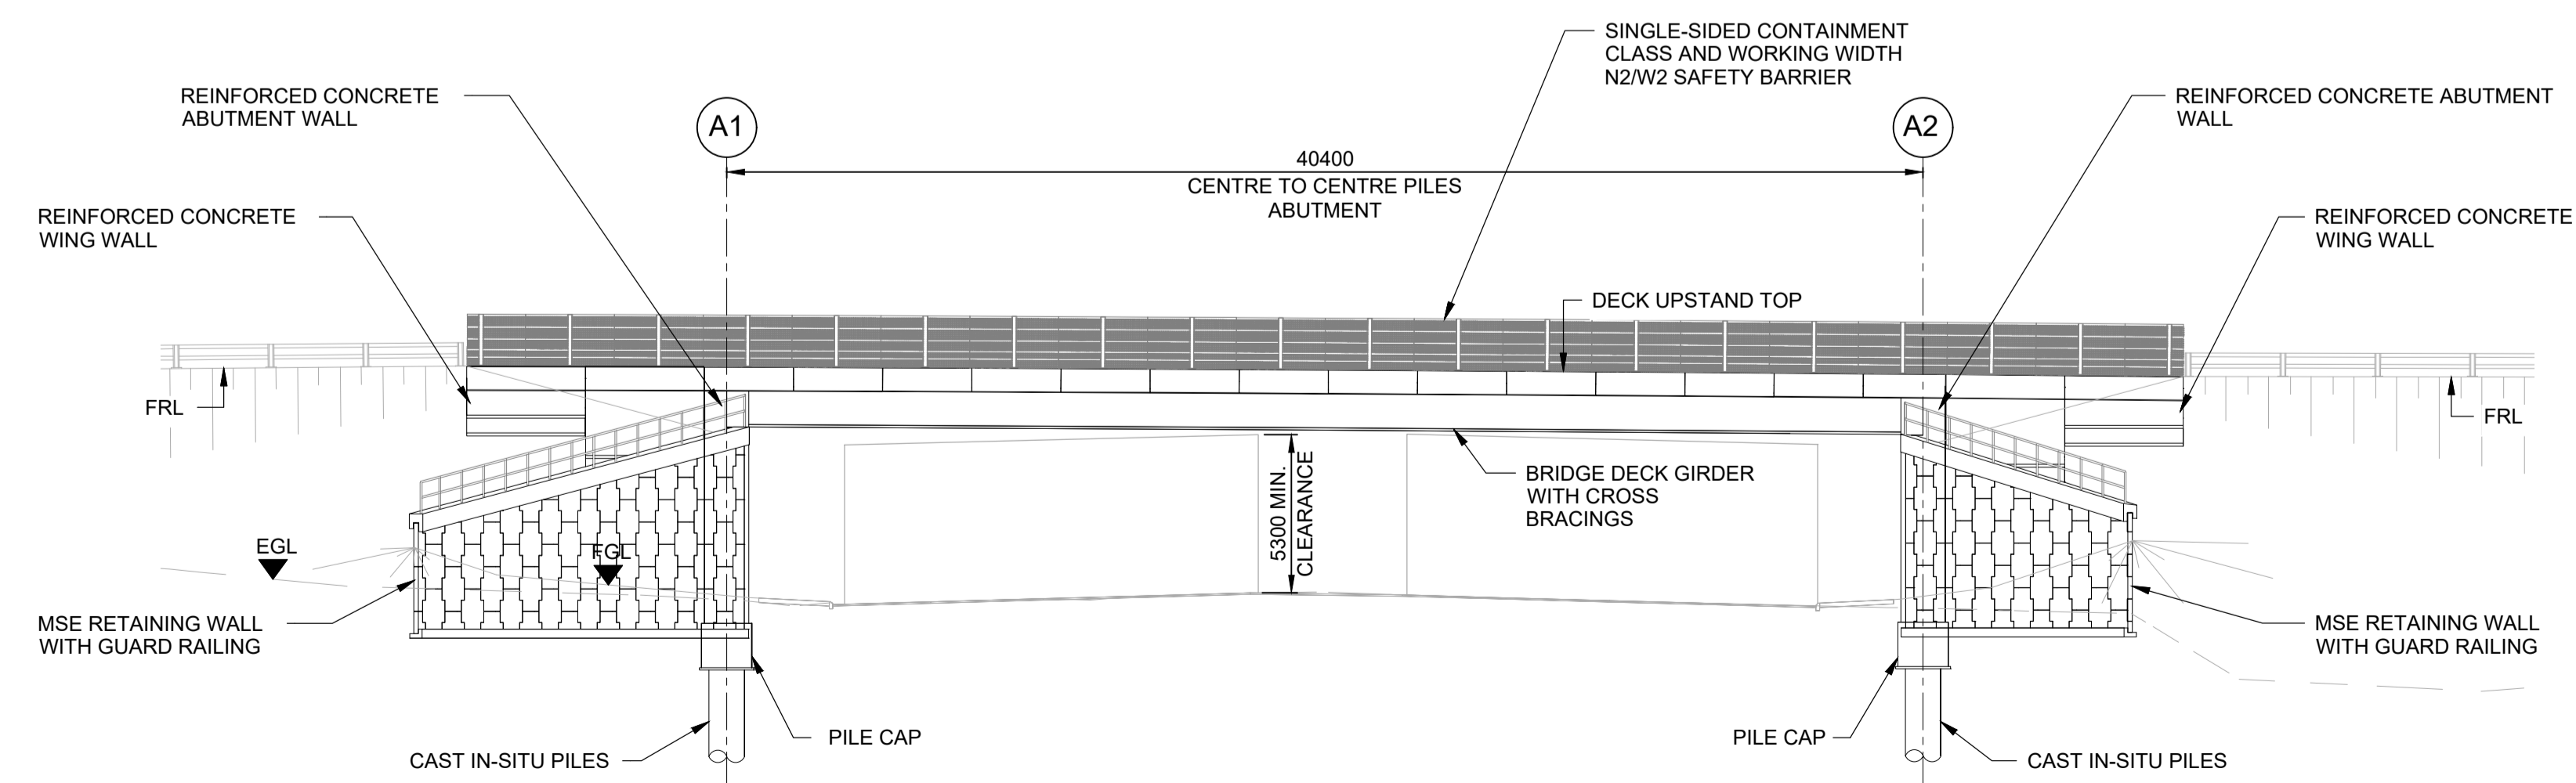 SINGLE-SIDED CONTAINMENT
CLASS AND WORKING WIDTH
N2/W2 SAFETY BARRIER
REINFORCED CONCRETE
ABUTMENT WALL
A1
A2
REINFORCED CONCRETE ABUTMENT
WALL
40400
CENTRE TO CENTRE PILES
ABUTMENT
REINFORCED CONCRETE
WING WALL
REINFORCED CONCRETE
WING WALL
DECK UPSTAND TOP
FRL
FRL
5300 MIN.
CLEARANCE
BRIDGE DECK GIRDER
WITH CROSS
BRACINGS
EGL
FGL
MSE RETAINING WALL
WITH GUARD RAILING
MSE RETAINING WALL
WITH GUARD RAILING
PILE CAP
PILE CAP
CAST IN-SITU PILES
CAST IN-SITU PILES